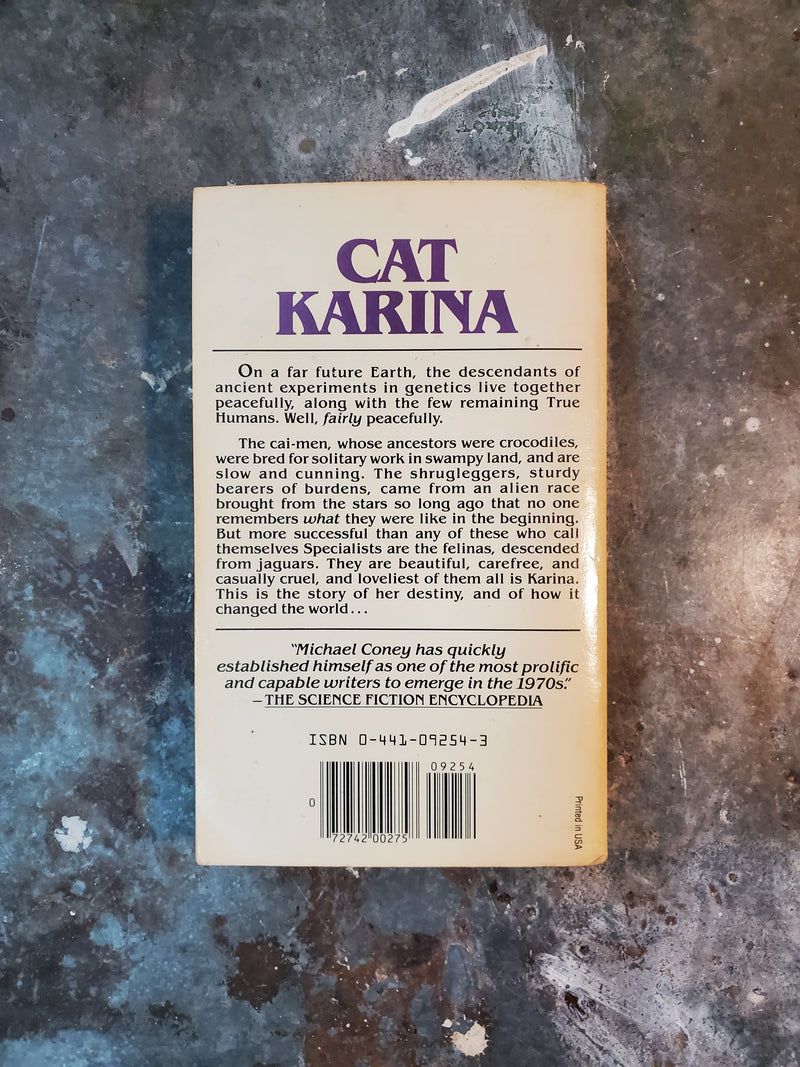 CAT
KARINA
On a far future Earth, the descendants of
ancient experiments in genetics live together
peacefully, along with the few remaining True
Humans. Well, fairly peacefully.
The cai-men, whose ancestors were crocodiles,
were bred for solitary work in swampy land, and are
slow and cunning. The shrugleggers, sturdy
bearers of burdens, came from an alien race
brought from the stars so long ago that no one
remembers what they were like in the beginning.
But more successful than any of these who call
themselves Specialists are the felinas, descended
from jaguars. They are beautiful, carefree, and
casually cruel, and loveliest of them all is Karina.
This is the story of her destiny, and of how it
changed the world...
"Michael Coney has quickly
established himself as one of the most prolific
and capable writers to emerge in the 1970s."
—THE SCIENCE FICTION ENCYCLOPEDIA
ISBN 0-441-09254-3
09254
0
72742 00275
Printed in USA